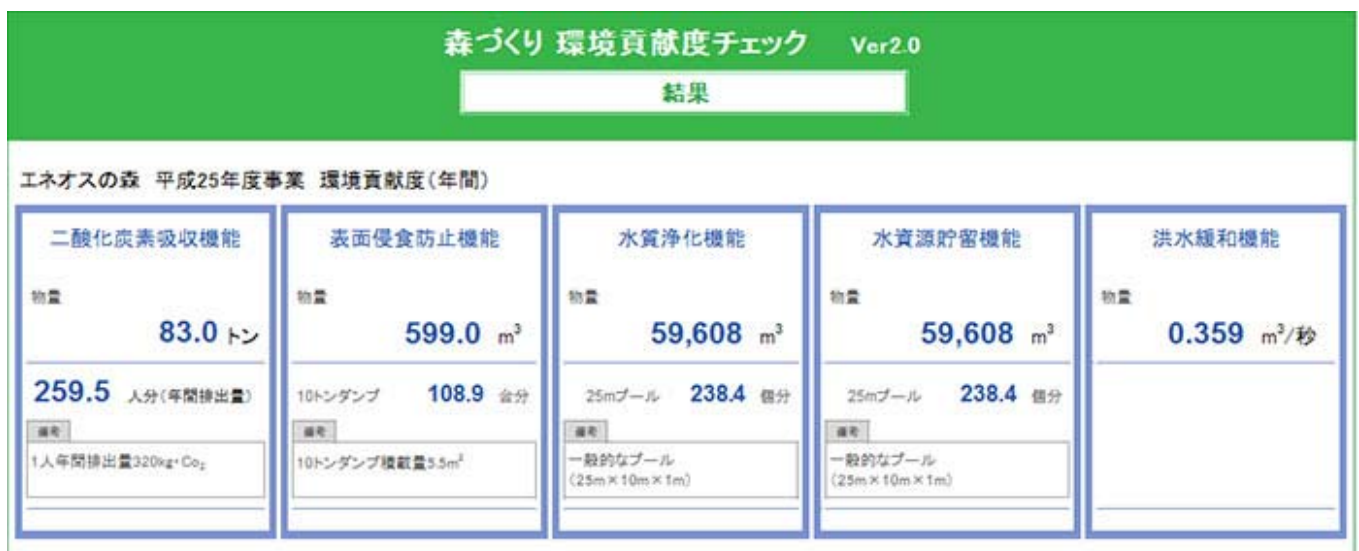 森づくり 環境貢献度チェック Ver2.0
結果
エネオスの森 平成25年度事業 環境貢献度(年間)
二酸化炭素吸収機能
物量
83.0 トン
259.5 人分(年間排出量)
備考
1人年間排出量320kg・Co₂
表面侵食防止機能
物量
599.0 m³
10トンダンプ 108.9 台分
備考
10トンダンプ積載量5.5m³
水質浄化機能
物量
59,608 m³
25mプール 238.4 個分
備考
一般的なプール
(25m×10m×1m)
水資源貯留機能
物量
59,608 m³
25mプール 238.4 個分
備考
一般的なプール
(25m×10m×1m)
洪水緩和機能
物量
0.359 m³/秒